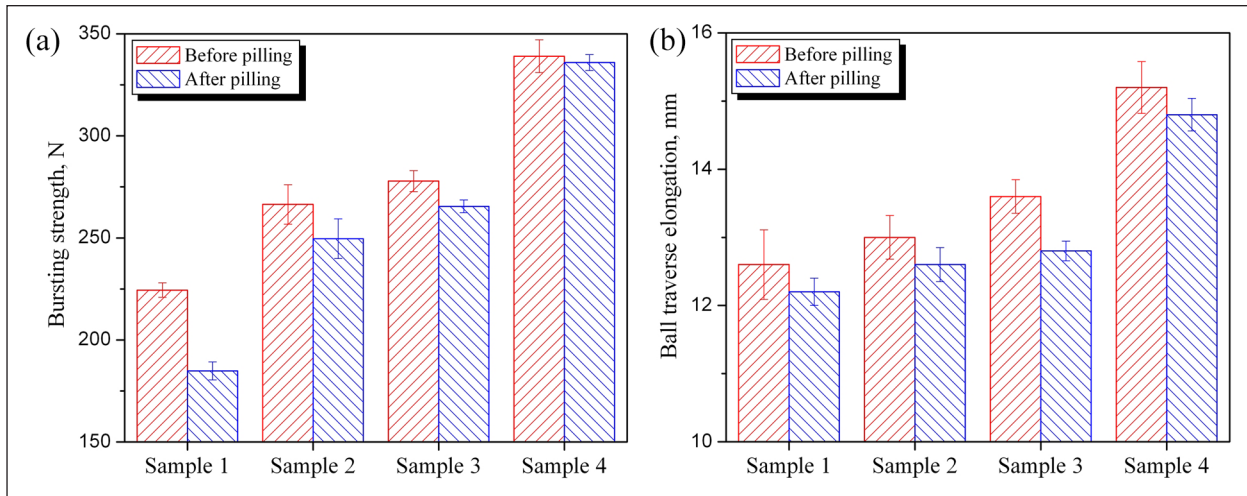 (a)
Before pilling
After pilling
Bursting strength, N
350
300
250
200
150
Sample 1 Sample 2 Sample 3 Sample 4
(b)
Before pilling
After pilling
Ball traverse elongation, mm
16
14
12
10
Sample 1 Sample 2 Sample 3 Sample 4